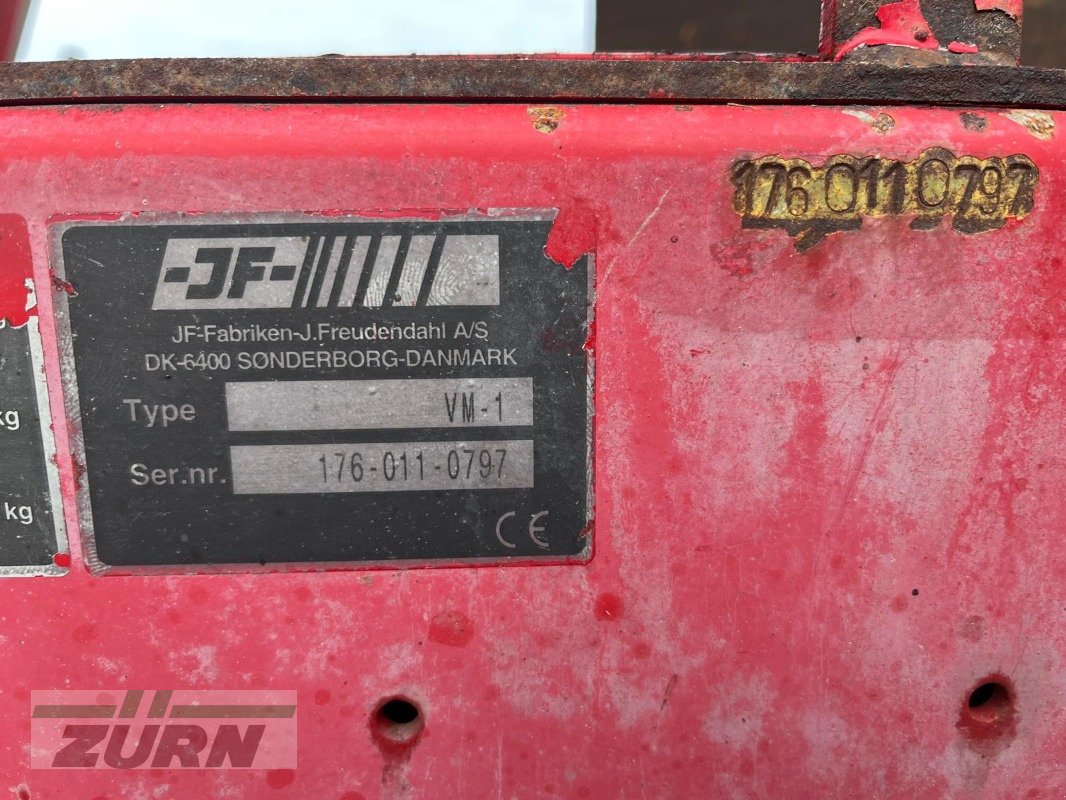 176 011 0797
-JF-
JF-Fabriken-J.Freudendahl A/S
DK-6400 SØNDERBORG-DANMARK
Type VM-1
Ser.nr. 176-011-0797
CE
kg
kg
ZÜRN